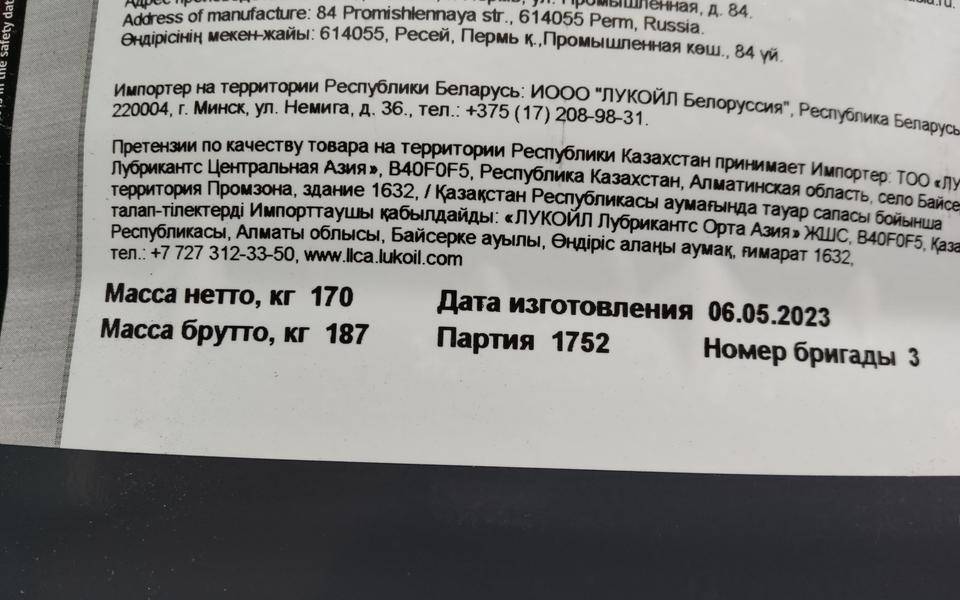 Address of manufacture: 84 Promishlennaya str., 614055 Perm, Russia.
Өндірісінің мекен-жайы: 614055, Ресей, Пермь қ.,Промышленная көш., 84 үй.
Импортер на территории Республики Беларусь: ИООО "ЛУКОЙЛ Белоруссия", Республика Беларусь
220004, г. Минск, ул. Немига, д. 36., тел.: +375 (17) 208-98-31.
Претензии по качеству товара на территории Республики Казахстан принимает Импортер: ТОО «ЛУ
Лубрикантс Центральная Азия», B40F0F5, Республика Казахстан, Алматинская область, село Байсе
территория Промзона, здание 1632, / Қазақстан Республикасы аумағында тауар сапасы бойынша
талап-тілектерді Импорттаушы қабылдайды: «ЛУКОЙЛ Лубрикантс Орта Азия» ЖШС, B40F0F5, Қаза
Республикасы, Алматы облысы, Байсерке ауылы, Өндіріс алаңы аумақ, ғимарат 1632,
тел.: +7 727 312-33-50, www.llca.lukoil.com
Масса нетто, кг 170 Дата изготовления 06.05.2023
Масса брутто, кг 187 Партия 1752 Номер бригады 3